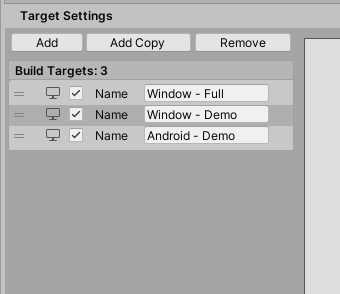 Target Settings
Add Add Copy Remove
Build Targets: 3
Name Window - Full
Name Window - Demo
Name Android - Demo